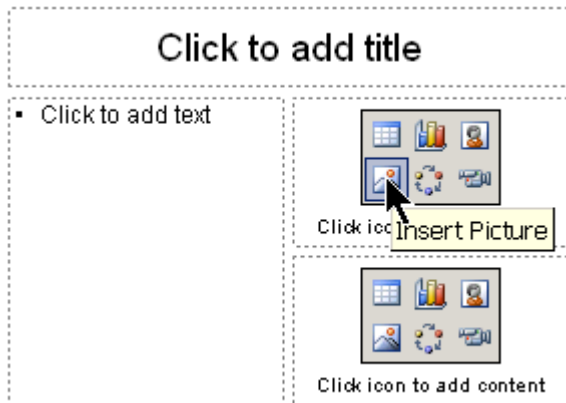 Click to add title
• Click to add text
Click ico
Insert Picture
Click icon to add content